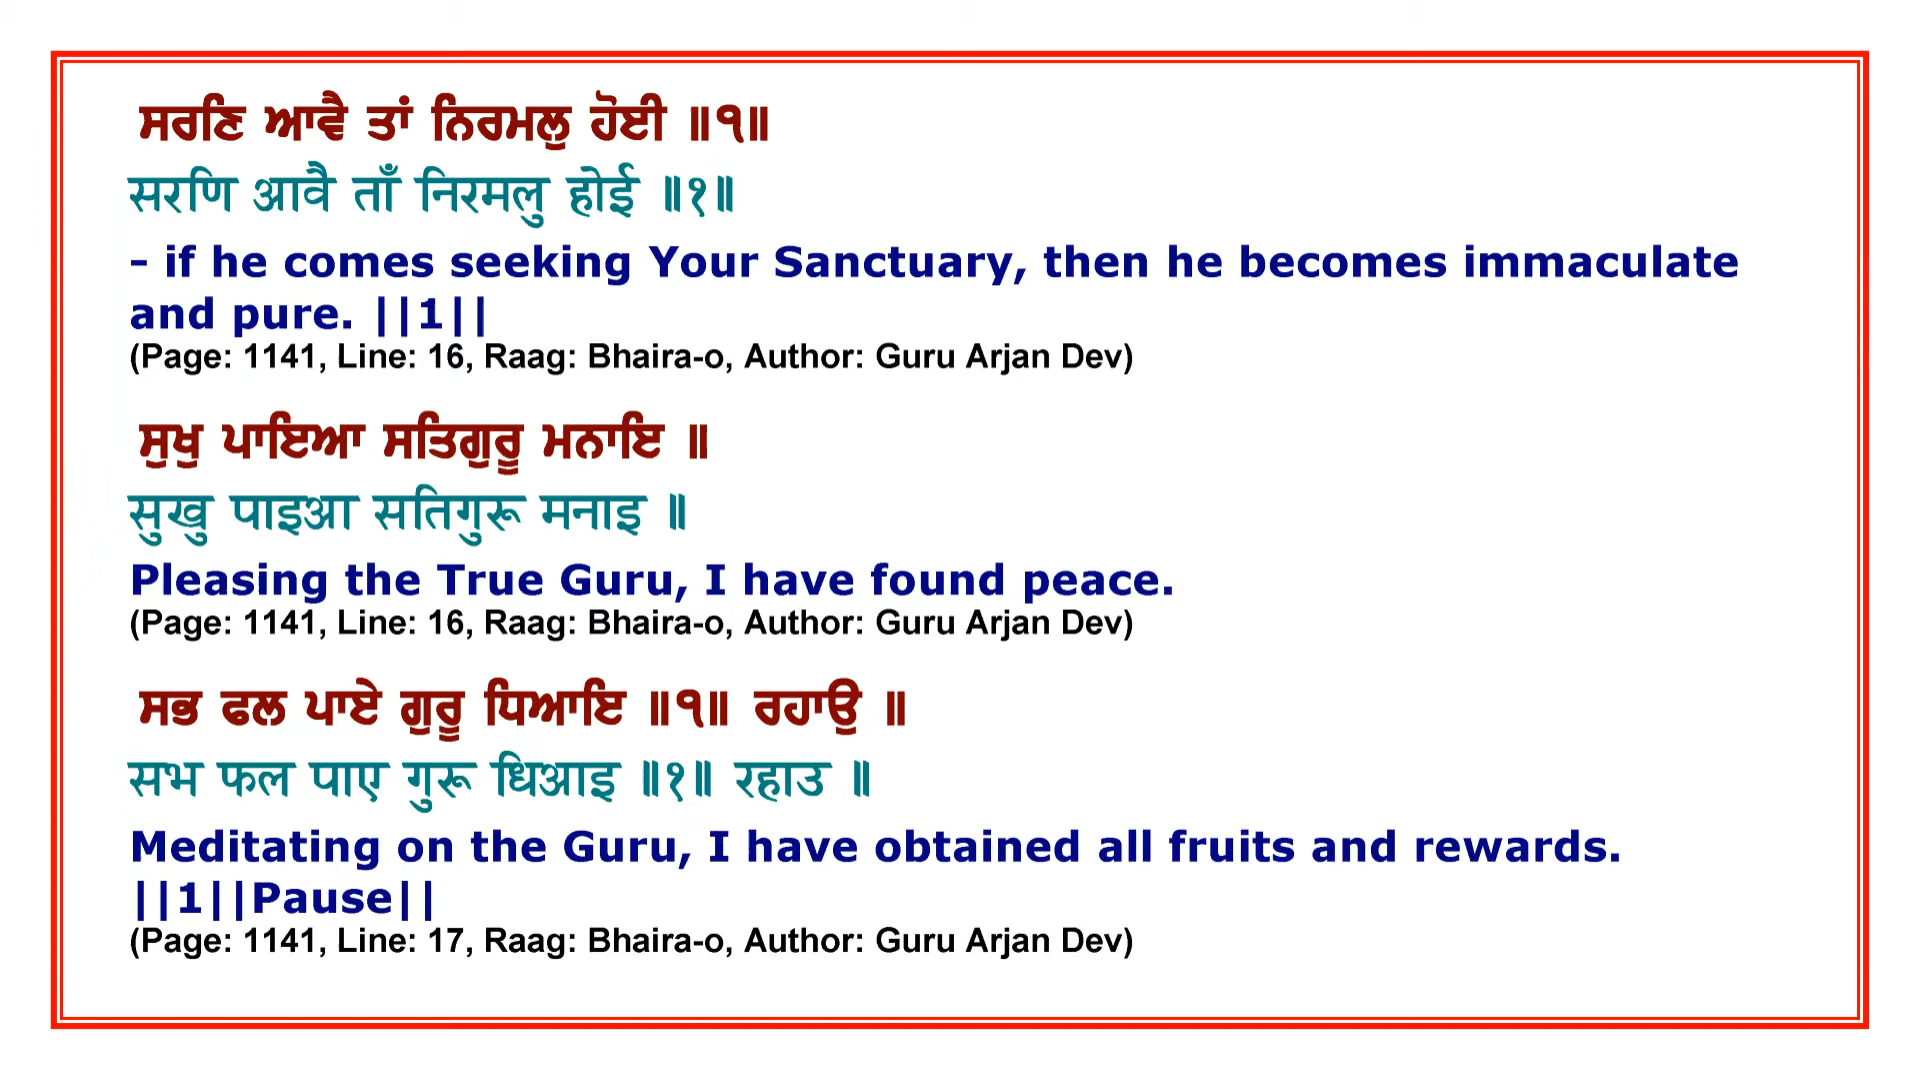 ਸਰਣਿ ਆਵੈ ਤਾਂ ਨਿਰਮਲੁ ਹੋਈ ॥੧॥
सरणि आवै ताँ निरमलु होई ॥१॥
- if he comes seeking Your Sanctuary, then he becomes immaculate
and pure. ||1||
(Page: 1141, Line: 16, Raag: Bhaira-o, Author: Guru Arjan Dev)
ਸੁਖੁ ਪਾਇਆ ਸਤਿਗੁਰੂ ਮਨਾਇ ॥
सुखु पाइआ सतिगुरू मनाइ ॥
Pleasing the True Guru, I have found peace.
(Page: 1141, Line: 16, Raag: Bhaira-o, Author: Guru Arjan Dev)
ਸਭ ਫਲ ਪਾਏ ਗੁਰੂ ਧਿਆਇ ॥੧॥ ਰਹਾਉ ॥
सभ फल पाए गुरू धिआइ ॥१॥ रहाउ ॥
Meditating on the Guru, I have obtained all fruits and rewards.
||1||Pause||
(Page: 1141, Line: 17, Raag: Bhaira-o, Author: Guru Arjan Dev)